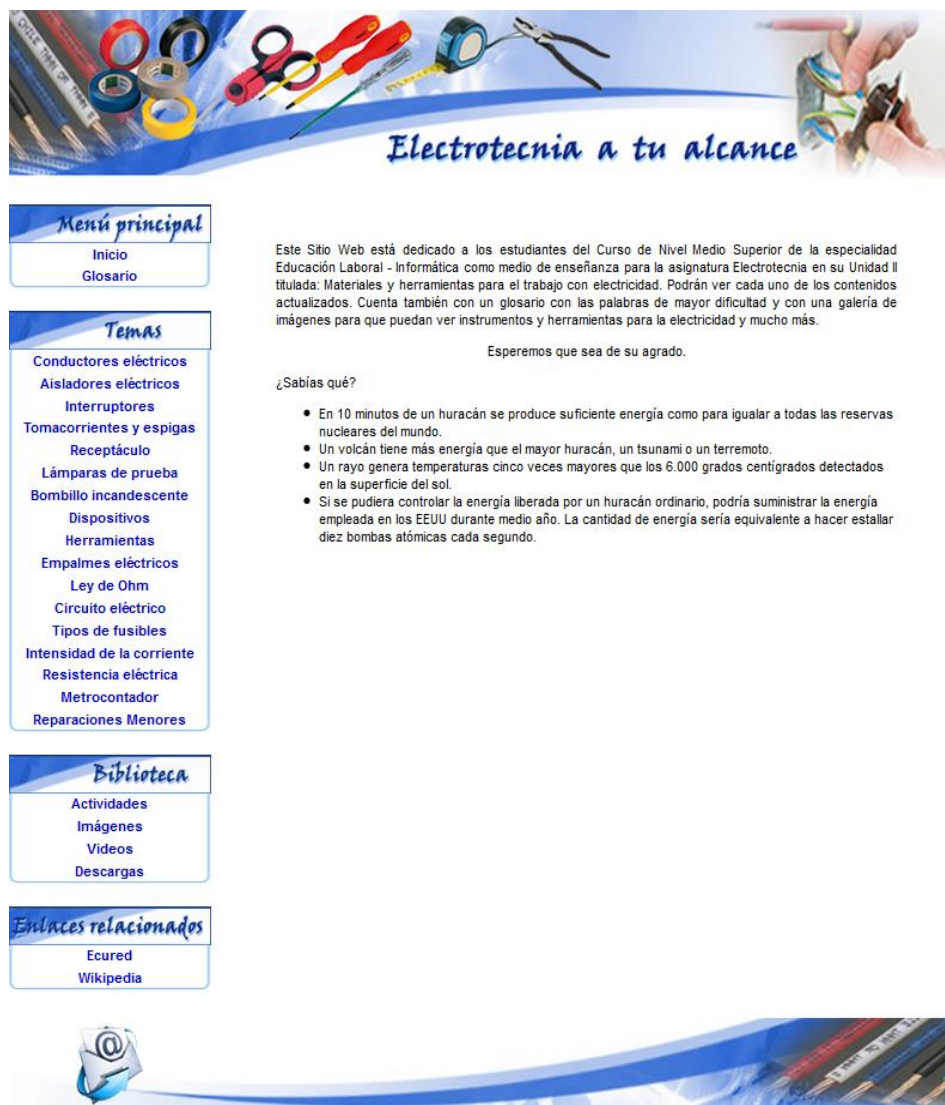 Electrotecnia a tu alcance
Menú principal
Inicio
Glosario
Temas
Conductores eléctricos
Aisladores eléctricos
Interruptores
Tomacorrientes y espigas
Receptáculo
Lámparas de prueba
Bombillo incandescente
Dispositivos
Herramientas
Empalmes eléctricos
Ley de Ohm
Circuito eléctrico
Tipos de fusibles
Intensidad de la corriente
Resistencia eléctrica
Metrocontador
Reparaciones Menores
Biblioteca
Actividades
Imágenes
Videos
Descargas
Enlaces relacionados
Ecured
Wikipedia
Este Sitio Web está dedicado a los estudiantes del Curso de Nivel Medio Superior de la especialidad
Educación Laboral - Informática como medio de enseñanza para la asignatura Electrotecnia en su Unidad II
titulada: Materiales y herramientas para el trabajo con electricidad. Podrán ver cada uno de los contenidos
actualizados. Cuenta también con un glosario con las palabras de mayor dificultad y con una galería de
imágenes para que puedan ver instrumentos y herramientas para la electricidad y mucho más.
Esperemos que sea de su agrado.
¿Sabías qué?
● En 10 minutos de un huracán se produce suficiente energía como para igualar a todas las reservas
nucleares del mundo.
● Un volcán tiene más energía que el mayor huracán, un tsunami o un terremoto.
● Un rayo genera temperaturas cinco veces mayores que los 6.000 grados centígrados detectados
en la superficie del sol.
● Si se pudiera controlar la energía liberada por un huracán ordinario, podría suministrar la energía
empleada en los EEUU durante medio año. La cantidad de energía sería equivalente a hacer estallar
diez bombas atómicas cada segundo.
@